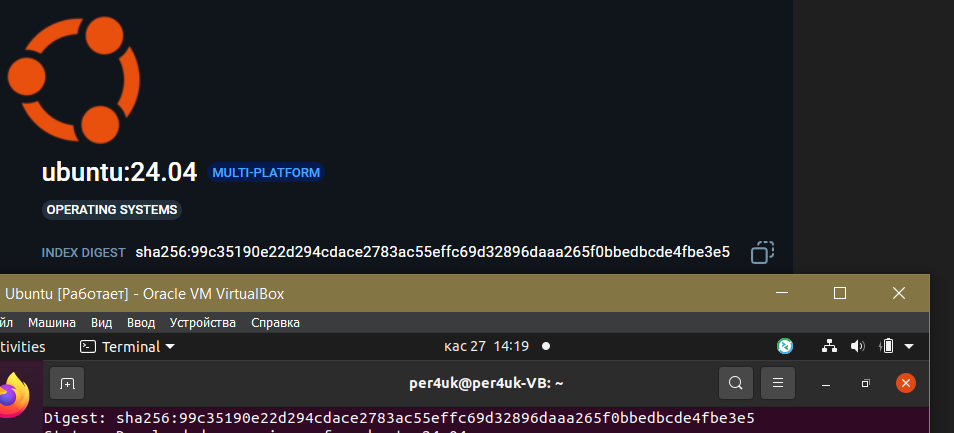 ubuntu:24.04 MULTI-PLATFORM
OPERATING SYSTEMS
INDEX DIGEST sha256:99c35190e22d294cdace2783ac55effc69d32896daaa265f0bbedbcde4fbe3e5
Ubuntu [Работает] - Oracle VM VirtualBox
йл Машина Вид Ввод Устройства Справка
tivities Terminal кас 27 14:19
per4uk@per4uk-VB: ~
Digest: sha256:99c35190e22d294cdace2783ac55effc69d32896daaa265f0bbedbcde4fbe3e5